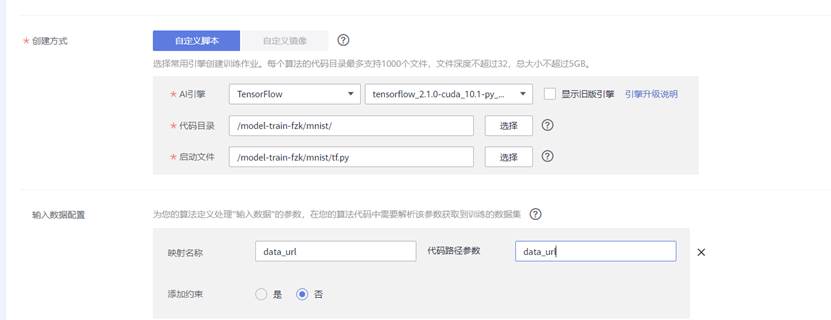 * 创建方式 自定义脚本 自定义镜像 ?
选择常用引擎创建训练作业。每个算法的代码目录最多支持1000个文件，文件深度不超过32，总大小不超过5GB。
* AI引擎 TensorFlow tensorflow_2.1.0-cuda_10.1-py_... 显示旧版引擎 引擎升级说明
* 代码目录 /model-train-fzk/mnist/ 选择 ?
* 启动文件 /model-train-fzk/mnist/tf.py 选择 ?
输入数据配置 为您的算法定义处理"输入数据"的参数，在您的算法代码中需要解析该参数获取到训练的数据集 ?
映射名称 data_url 代码路径参数 data_url
添加约束 是 否